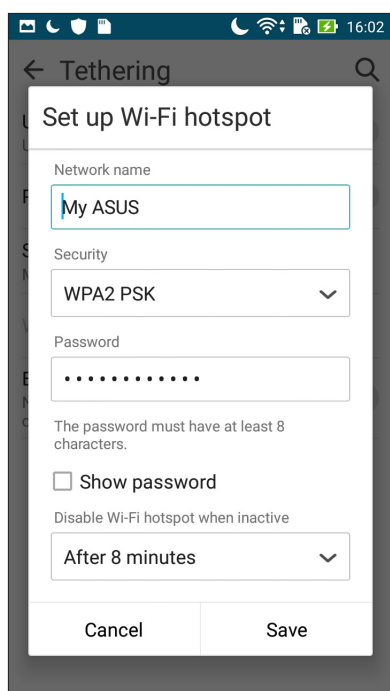 16:02
Tethering
Set up Wi-Fi hotspot
Network name
My ASUS
Security
WPA2 PSK
Password
••••••••••••
The password must have at least 8
characters.
Show password
Disable Wi-Fi hotspot when inactive
After 8 minutes
Cancel
Save